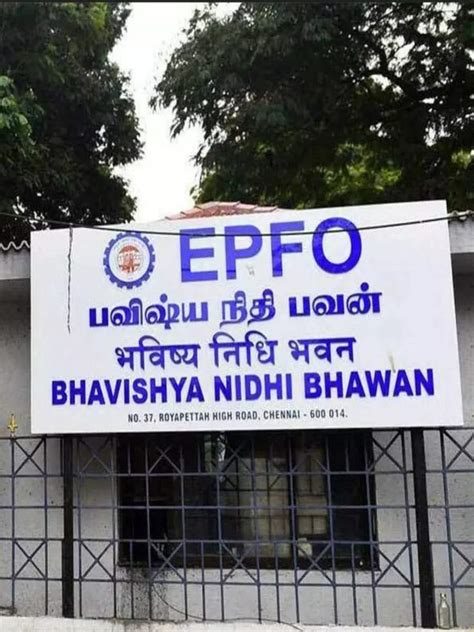 EPFO
பவிஷ்ய நிதி பவன்
भविष्य निधि भवन
BHAVISHYA NIDHI BHAWAN
NO. 37, ROYAPETTAH HIGH ROAD, CHENNAI - 600 014.